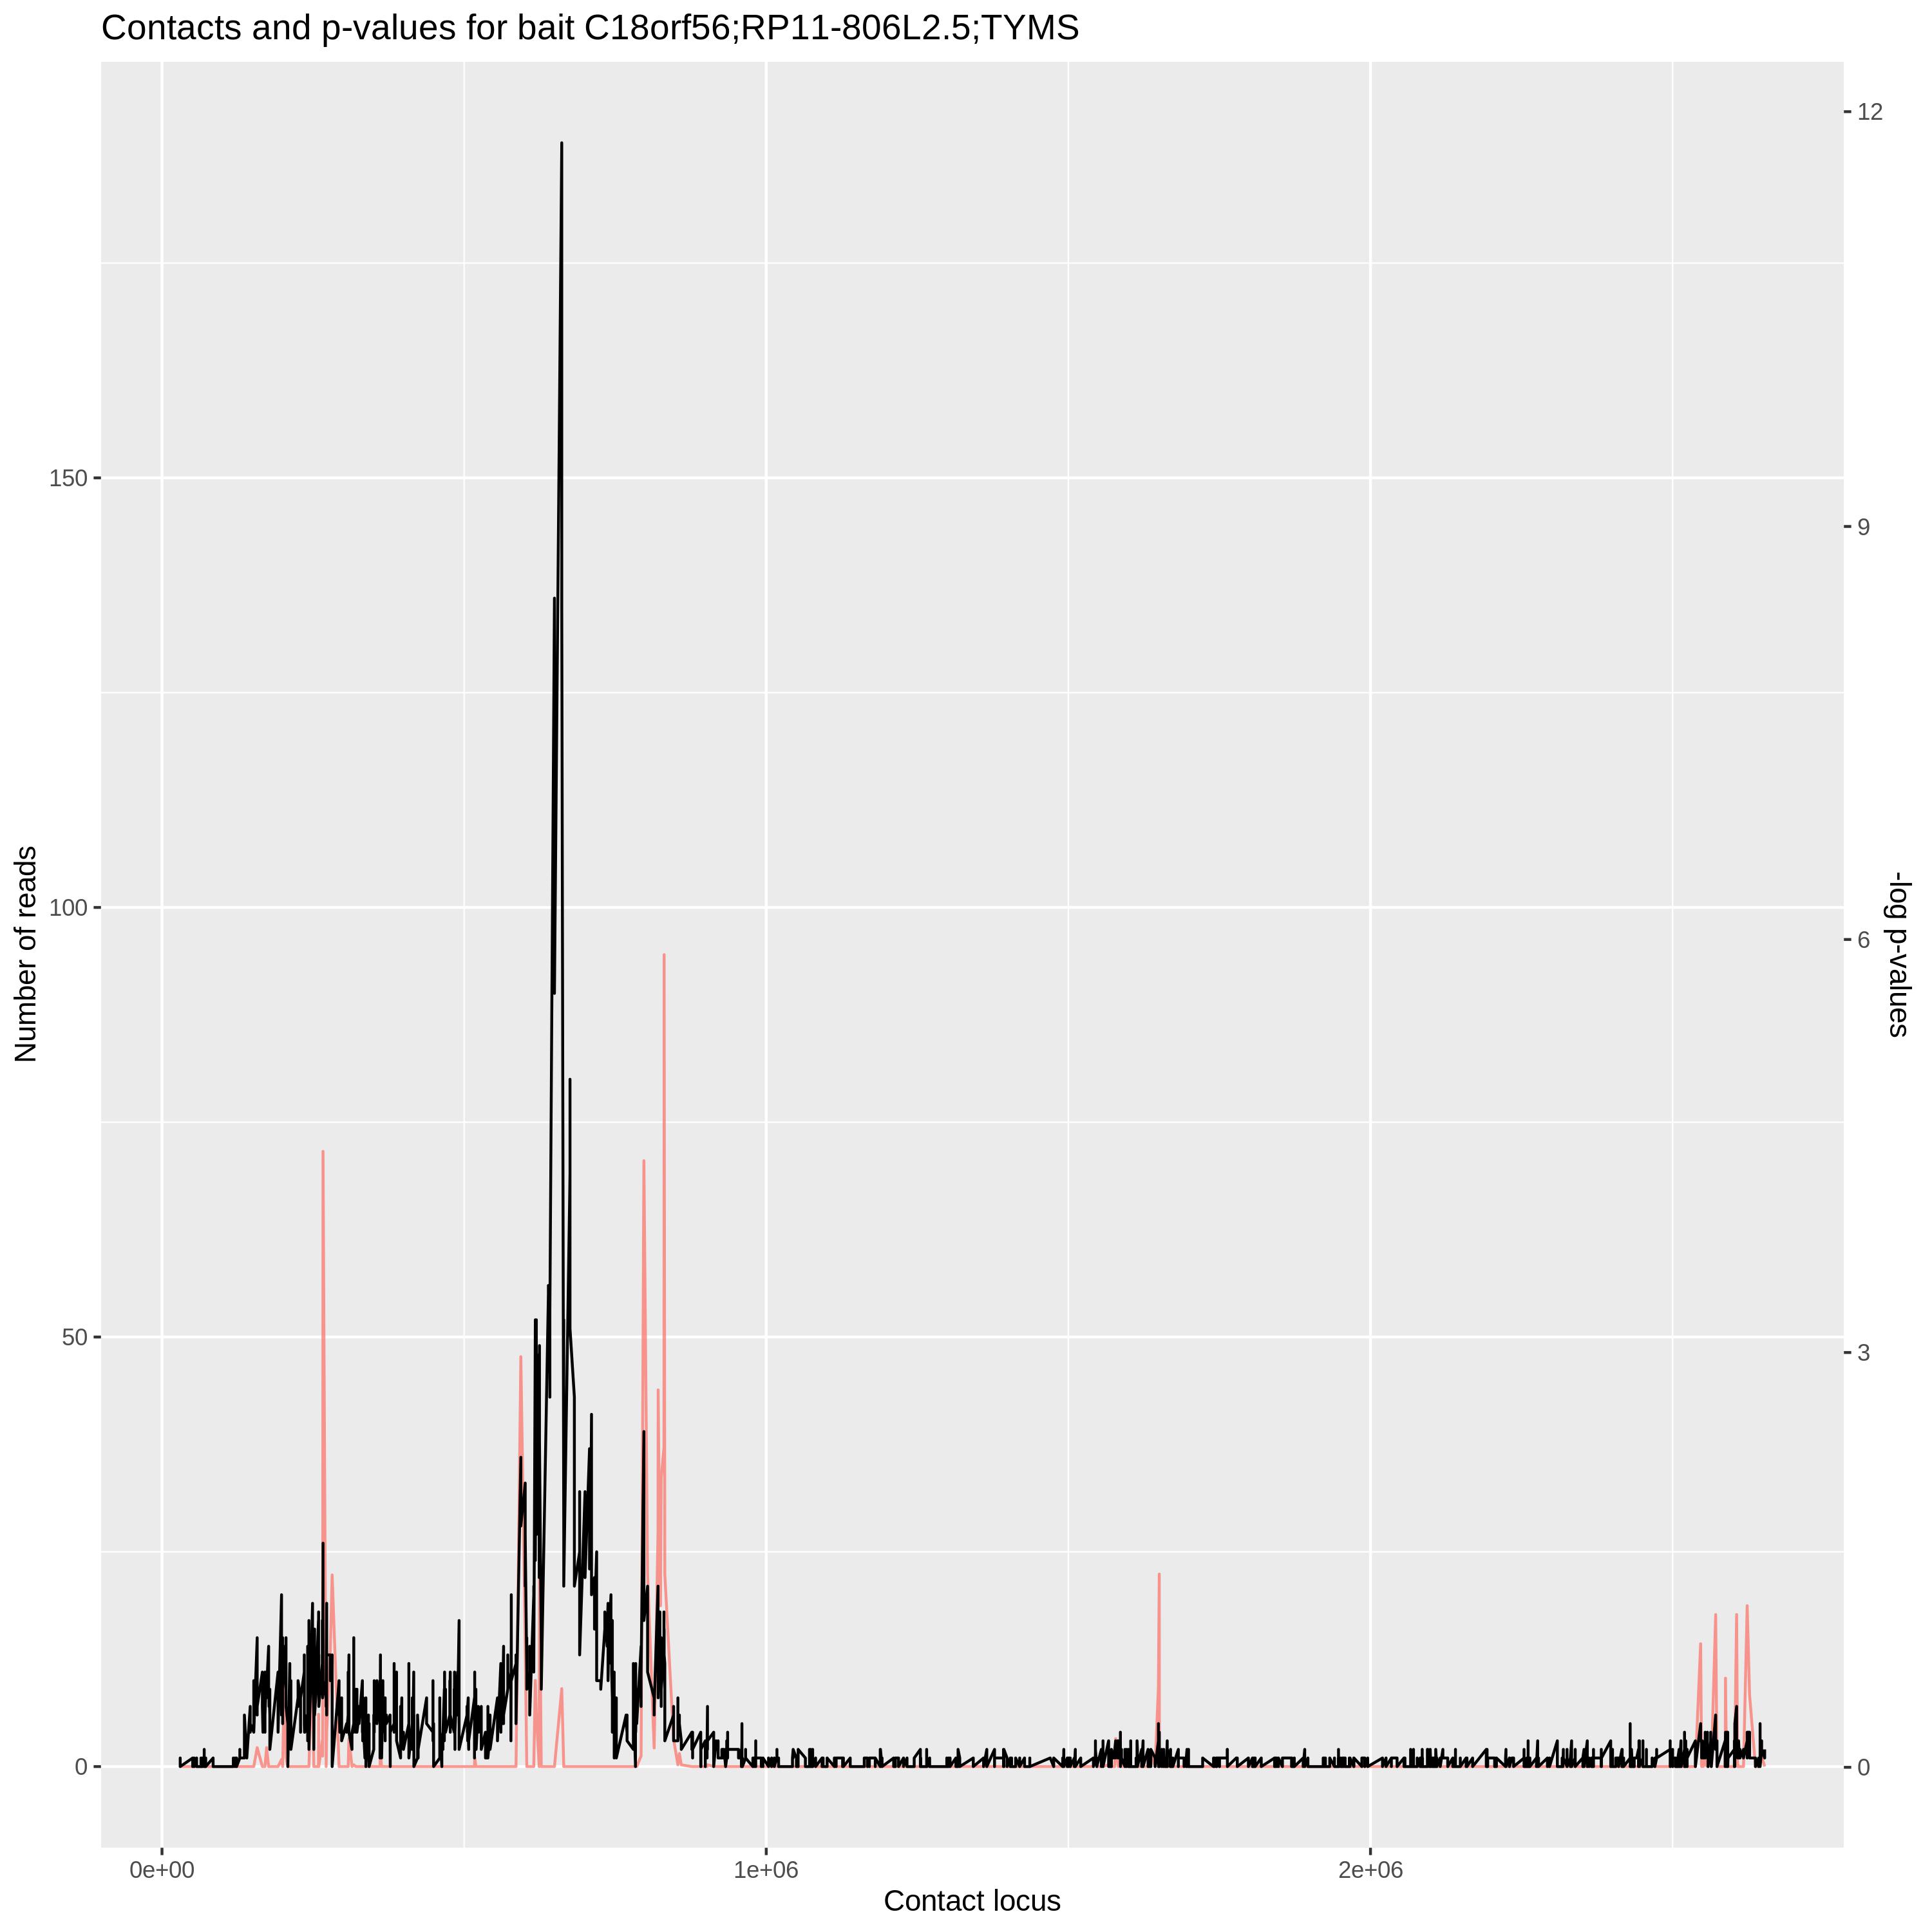 Contacts and p-values for bait C18orf56;RP11-806L2.5;TYMS
12
150
9
Number of reads
100
6
-log p-values
50
3
0
0
0e+00
1e+06
2e+06
Contact locus